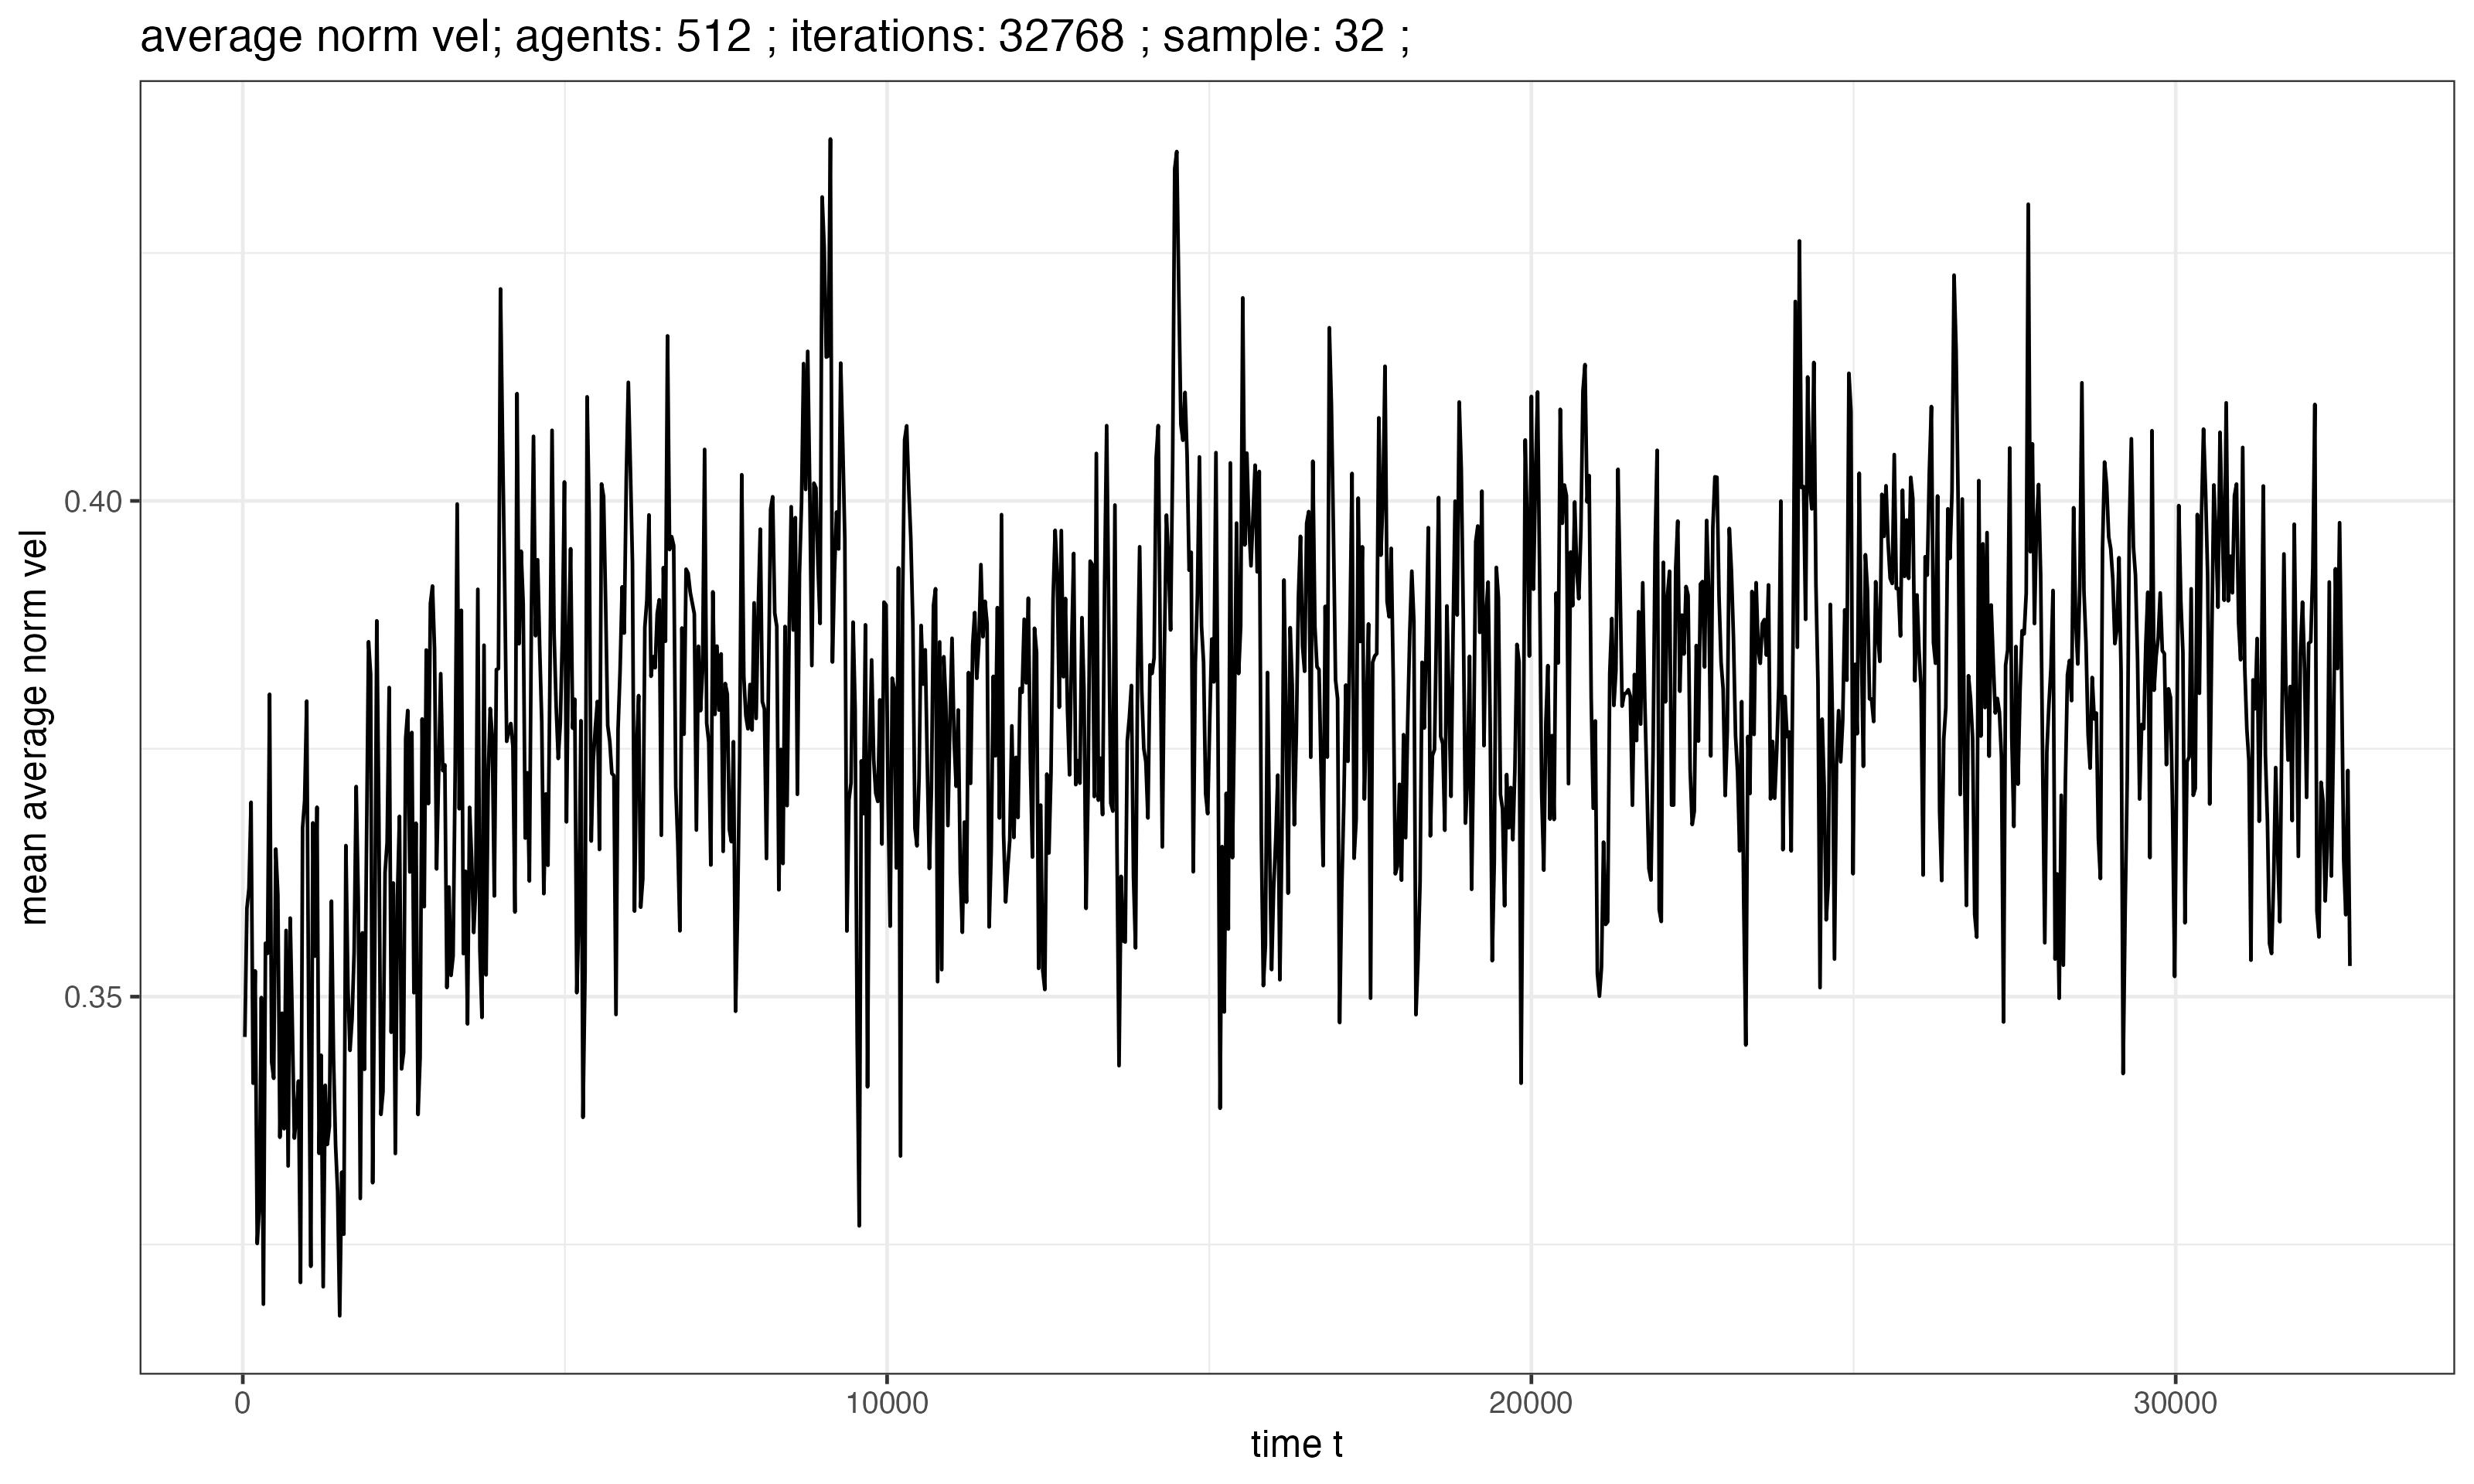 average norm vel; agents: 512 ; iterations: 32768 ; sample: 32 ;
mean average norm vel
0.40
0.35
0 10000 20000 30000
time t